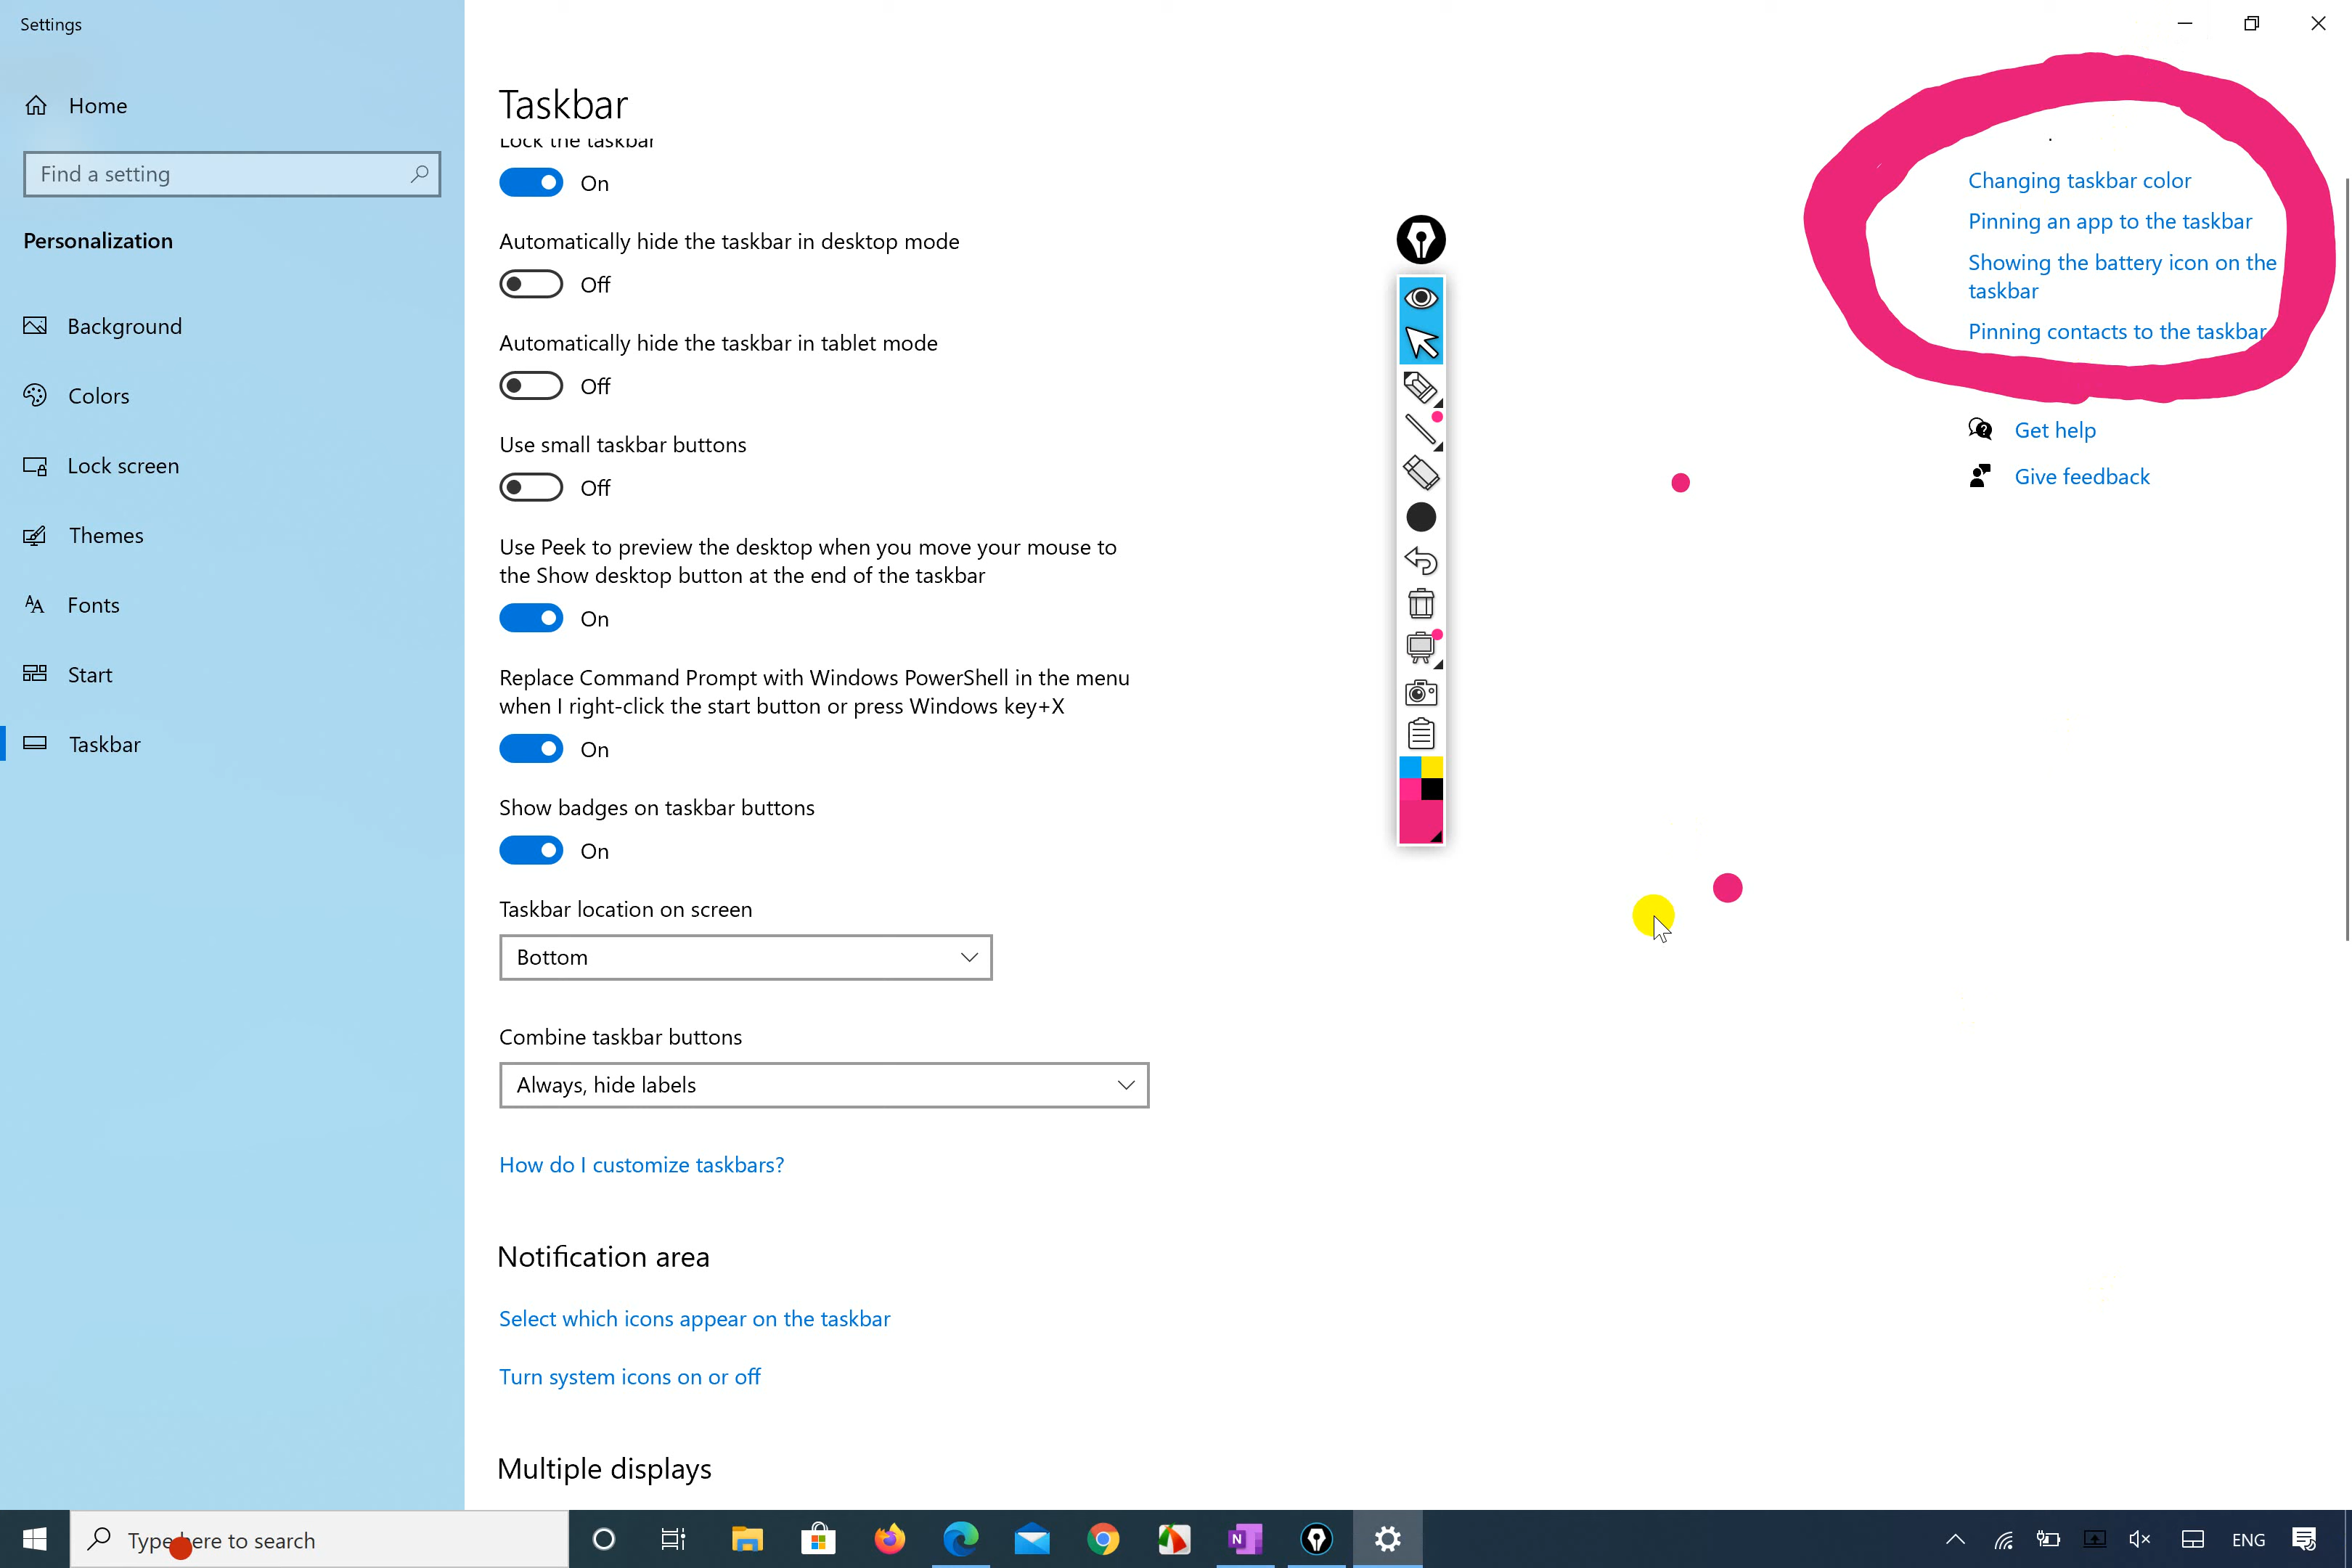 Settings
Home
Find a setting
Personalization
Background
Colors
Lock screen
Themes
Fonts
Start
Taskbar
Taskbar
Lock the taskbar
On
Automatically hide the taskbar in desktop mode
Off
Automatically hide the taskbar in tablet mode
Off
Use small taskbar buttons
Off
Use Peek to preview the desktop when you move your mouse to
the Show desktop button at the end of the taskbar
On
Replace Command Prompt with Windows PowerShell in the menu
when I right-click the start button or press Windows key+X
On
Show badges on taskbar buttons
On
Taskbar location on screen
Bottom
Combine taskbar buttons
Always, hide labels
How do I customize taskbars?
Notification area
Select which icons appear on the taskbar
Turn system icons on or off
Multiple displays
Changing taskbar color
Pinning an app to the taskbar
Showing the battery icon on the
taskbar
Pinning contacts to the taskbar
Get help
Give feedback
Type here to search
ENG